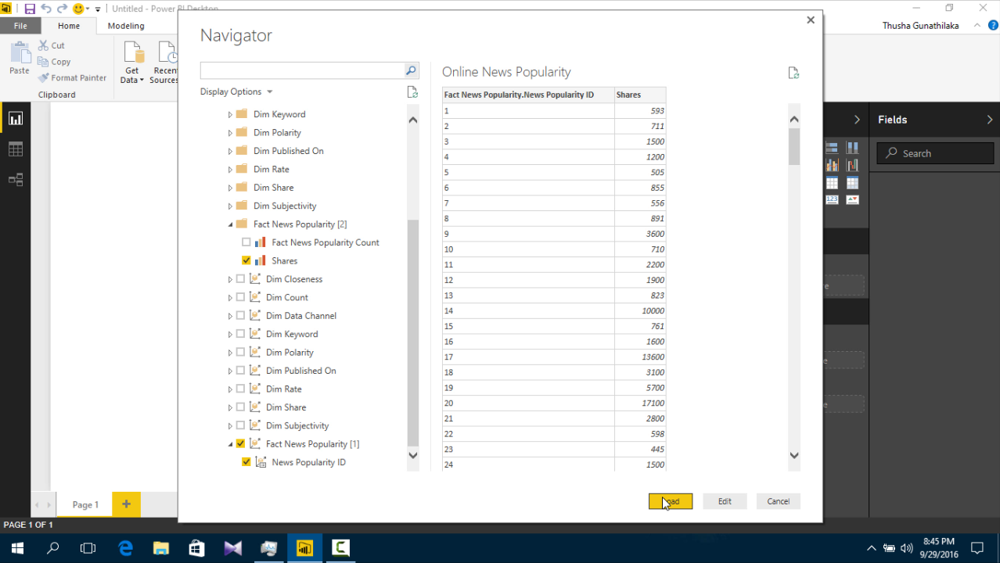 Untitled - Power BI Desktop
File
Home
Modeling
Thusha Gunathilaka
Paste
Cut
Copy
Format Painter
Clipboard
Get
Data
Recen
Sources
Navigator
Display Options
Dim Keyword
Dim Polarity
Dim Published On
Dim Rate
Dim Share
Dim Subjectivity
Fact News Popularity [2]
Fact News Popularity Count
Shares
Dim Closeness
Dim Count
Dim Data Channel
Dim Keyword
Dim Polarity
Dim Published On
Dim Rate
Dim Share
Dim Subjectivity
Fact News Popularity [1]
News Popularity ID
Online News Popularity
Fact News Popularity.News Popularity ID Shares
1 593
2 711
3 1500
4 1200
5 505
6 855
7 556
8 891
9 3600
10 710
11 2200
12 1900
13 823
14 10000
15 761
16 1600
17 13600
18 3100
19 5700
20 17100
21 2800
22 598
23 445
24 1500
Edit
Cancel
Fields
Search
123
Page 1
PAGE 1 OF 1
8:45 PM
9/29/2016